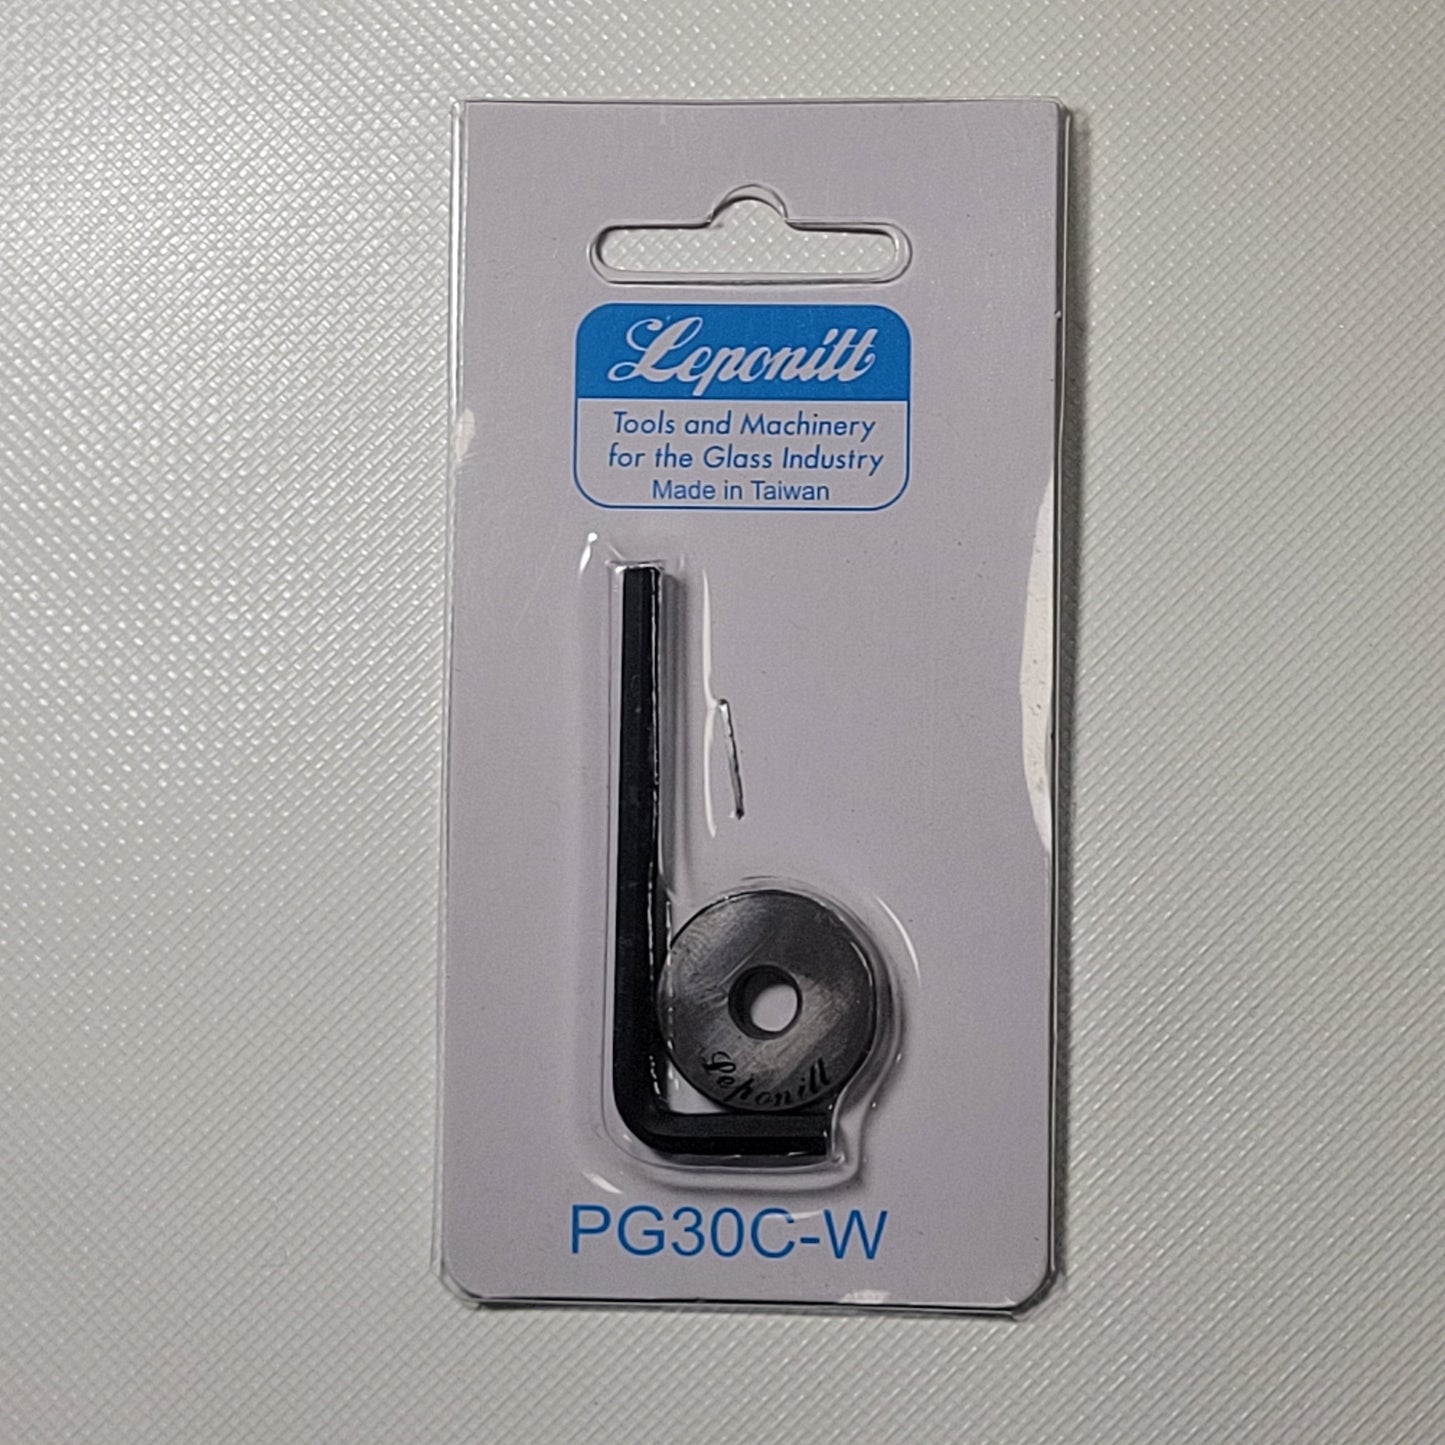 Leponitt
Tools and Machinery
for the Glass Industry
Made in Taiwan
Leponitt
PG30C-W